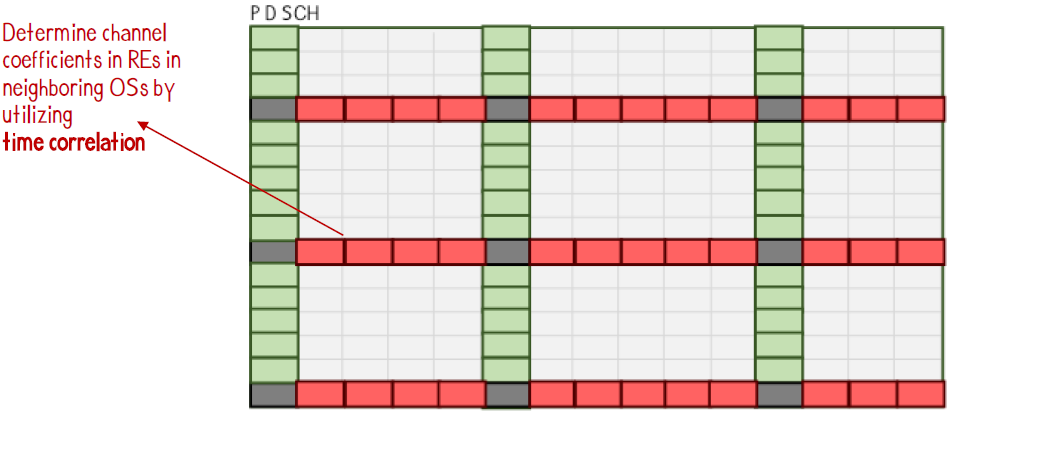 P D SCH
Determine channel
coefficients in REs in
neighboring OSs by
utilizing
time correlation